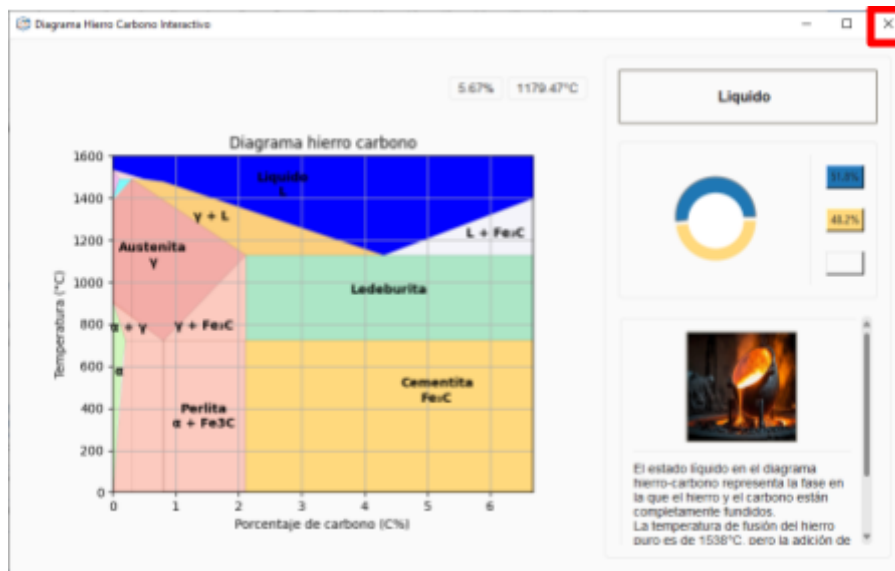 Diagrama Hierro Carbono Interactivo
5.67% 1179.47°C
Liquido
Diagrama hierro carbono
1600
1400
1200
1000
800
600
400
200
0
Temperatura (°C)
Liquido
L
γ + L
L + Fe₃C
Austenita
γ
Ledeburita
α + γ
γ + Fe₃C
α
Cementita
Fe₃C
Perlita
α + Fe3C
0 1 2 3 4 5 6
Porcentaje de carbono (C%)
51.8%
48.2%
El estado líquido en el diagrama
hierro-carbono representa la fase en
la que el hierro y el carbono están
completamente fundidos.
La temperatura de fusión del hierro
puro es de 1538°C, pero la adición de